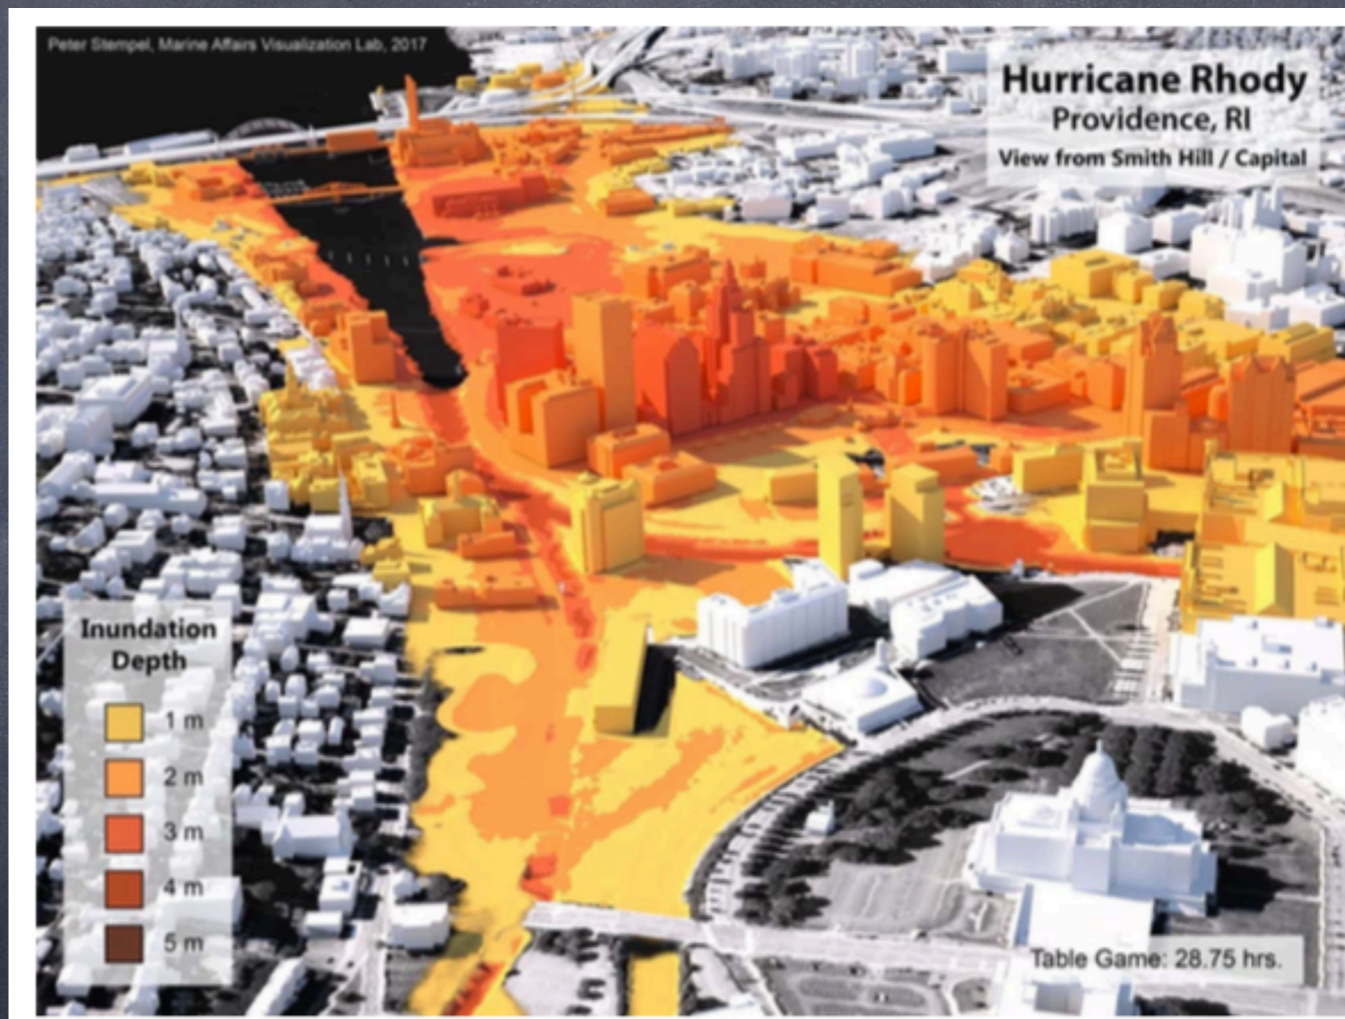 Peter Stempel, Marine Affairs Visualization Lab, 2017
Hurricane Rhody
Providence, RI
View from Smith Hill / Capital
Inundation
Depth
1 m
2 m
3 m
4 m
5 m
Table Game: 28.75 hrs.